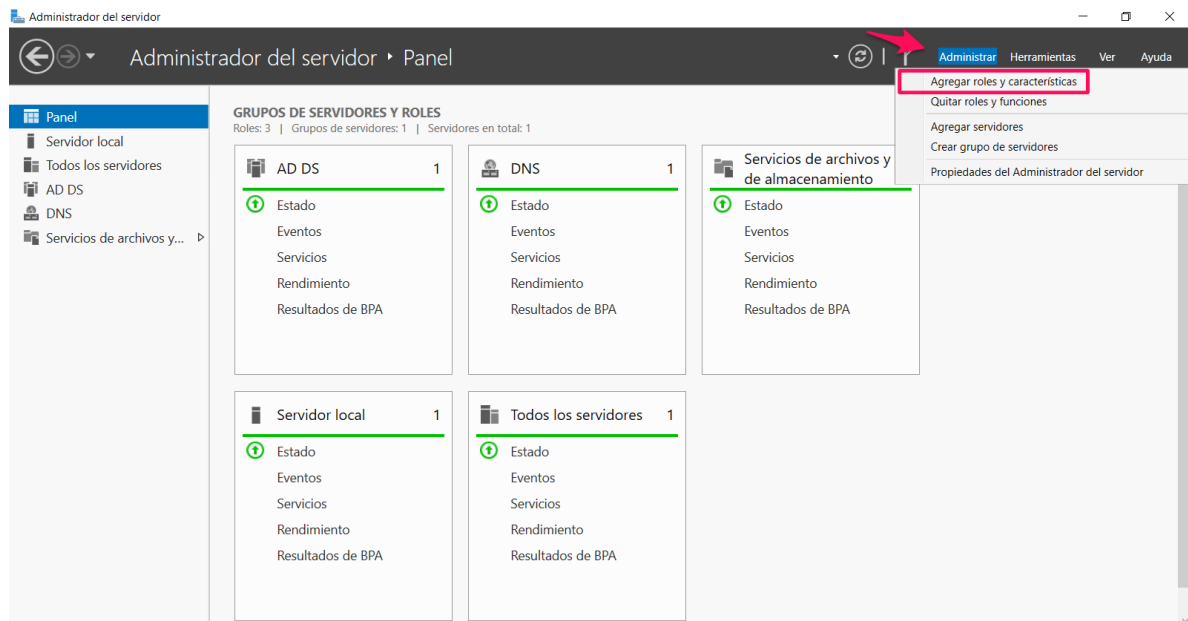 Administrador del servidor
Administrador del servidor ‣ Panel
Administrar Herramientas Ver Ayuda
Agregar roles y características
Quitar roles y funciones
Agregar servidores
Crear grupo de servidores
Propiedades del Administrador del servidor
Panel
Servidor local
Todos los servidores
AD DS
DNS
Servicios de archivos y...
GRUPOS DE SERVIDORES Y ROLES
Roles: 3 | Grupos de servidores: 1 | Servidores en total: 1
AD DS 1
Estado
Eventos
Servicios
Rendimiento
Resultados de BPA
DNS 1
Estado
Eventos
Servicios
Rendimiento
Resultados de BPA
Servicios de archivos y
de almacenamiento
Estado
Eventos
Servicios
Rendimiento
Resultados de BPA
Servidor local 1
Estado
Eventos
Servicios
Rendimiento
Resultados de BPA
Todos los servidores 1
Estado
Eventos
Servicios
Rendimiento
Resultados de BPA